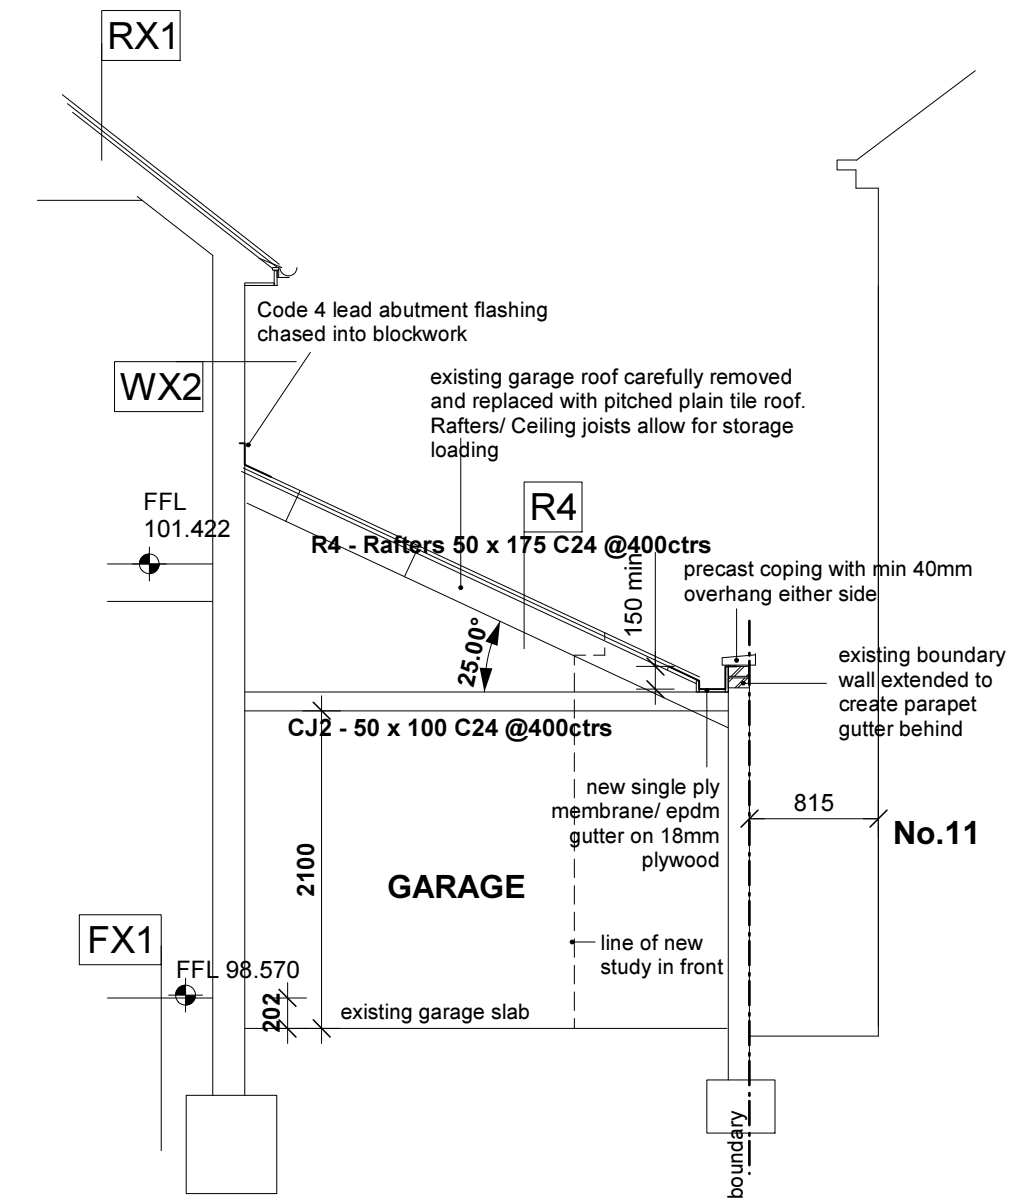 RX1
Code 4 lead abutment flashing
chased into blockwork
WX2
existing garage roof carefully removed
and replaced with pitched plain tile roof.
Rafters/ Ceiling joists allow for storage
loading
FFL
101.422
R4
R4 - Rafters 50 x 175 C24 @400ctrs
150 min
precast coping with min 40mm
overhang either side
25.00°
existing boundary
wall extended to
create parapet
gutter behind
CJ2 - 50 x 100 C24 @400ctrs
new single ply
membrane/ epdm
gutter on 18mm
plywood
815
No.11
2100
GARAGE
FX1
line of new
study in front
FFL 98.570
202
existing garage slab
boundary